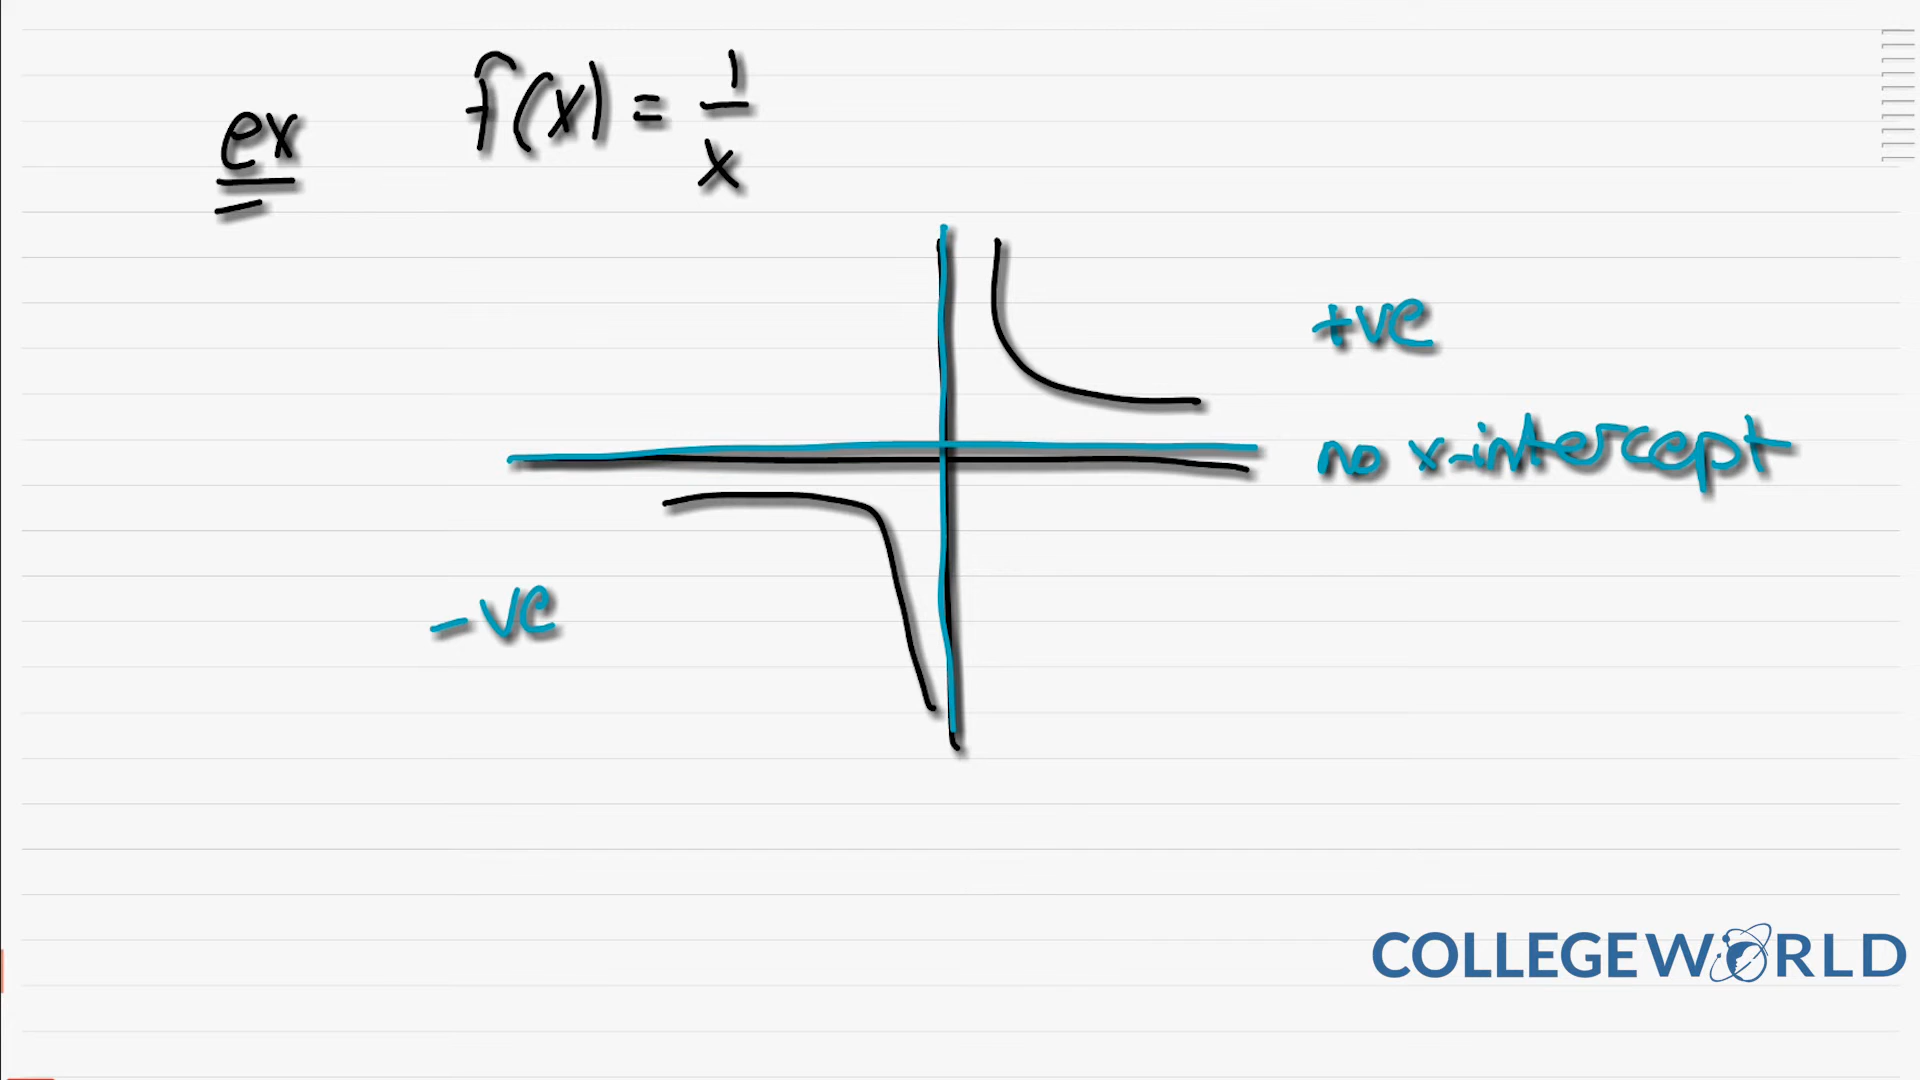 ex
f(x) = 1/x
+ve
no x-intercept
-ve
COLLEGEWORLD